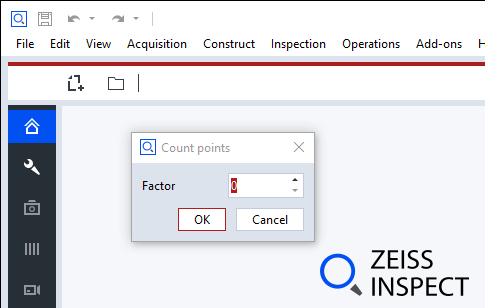 File Edit View Acquisition Construct Inspection Operations Add-ons H
Count points
Factor 0
OK Cancel
ZEISS
INSPECT